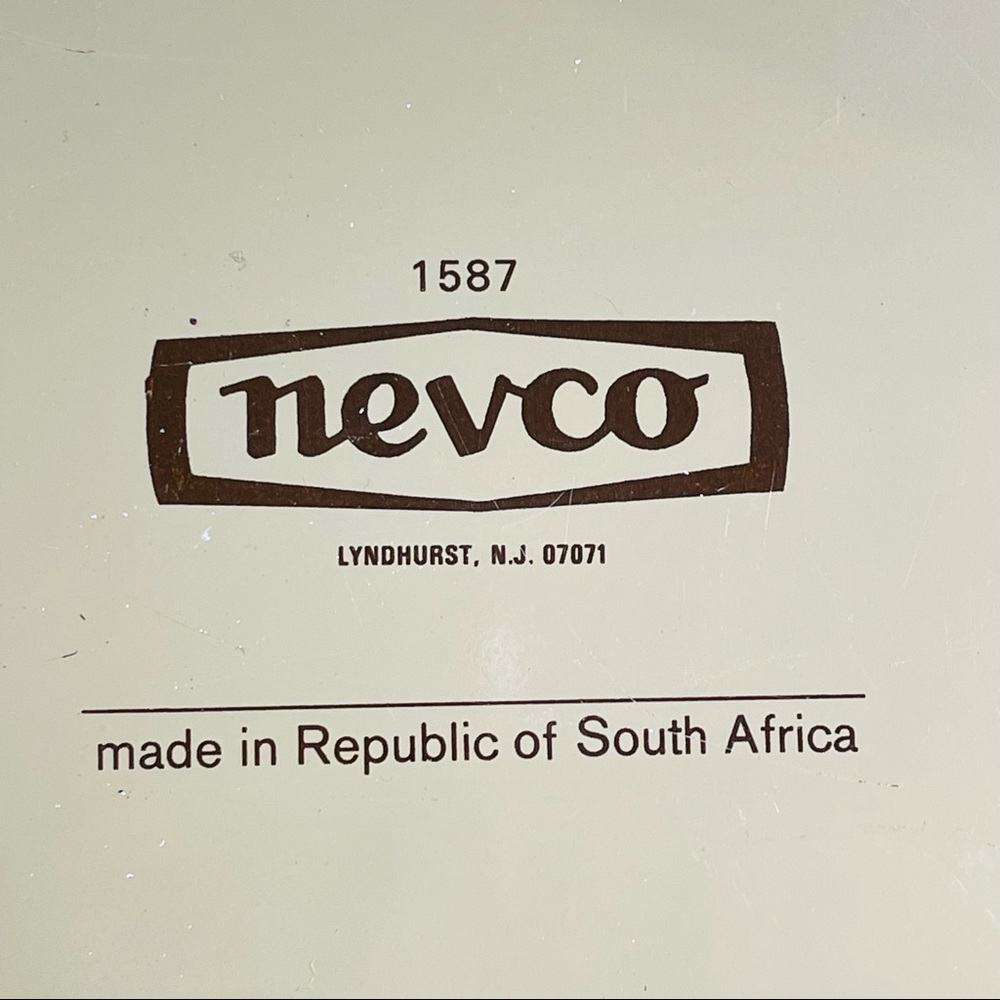 1587
nevco
LYNDHURST, N.J. 07071
made in Republic of South Africa